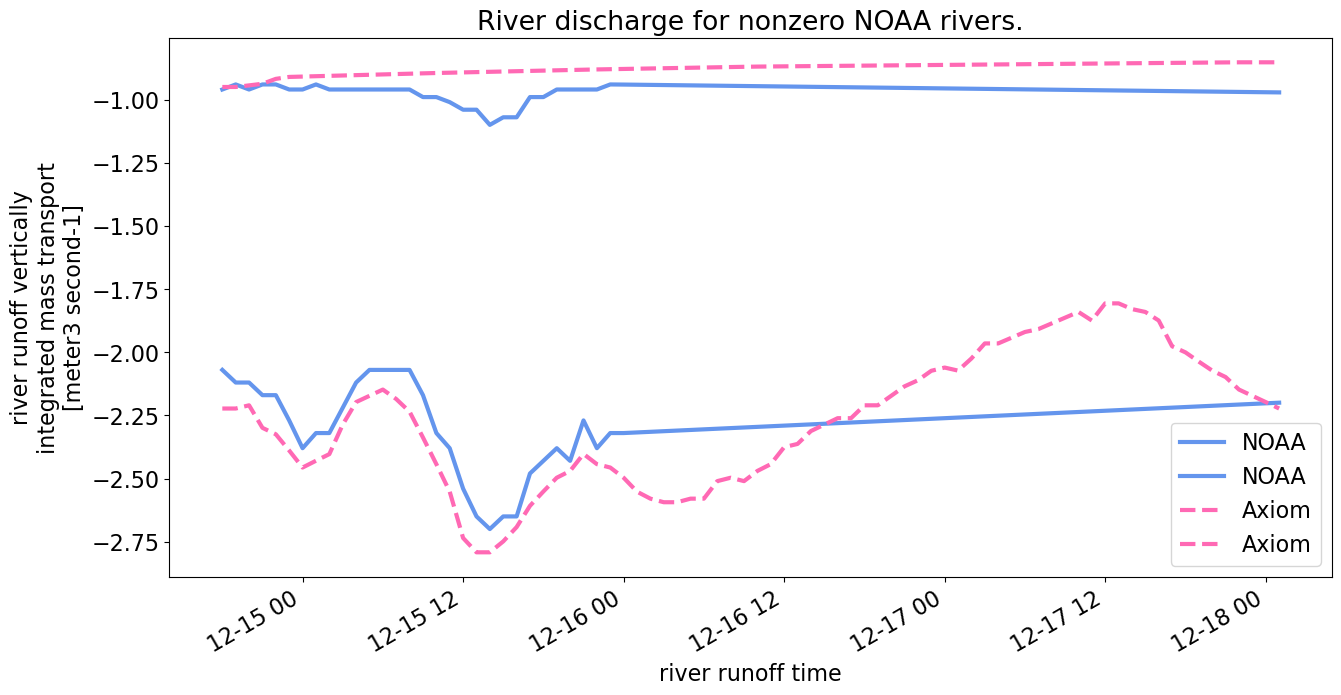 River discharge for nonzero NOAA rivers.
river runoff vertically
integrated mass transport
[meter3 second-1]
−1.00
−1.25
−1.50
−1.75
−2.00
−2.25
−2.50
−2.75
NOAA
NOAA
Axiom
Axiom
12-15 00
12-15 12
12-16 00
12-16 12
12-17 00
12-17 12
12-18 00
river runoff time